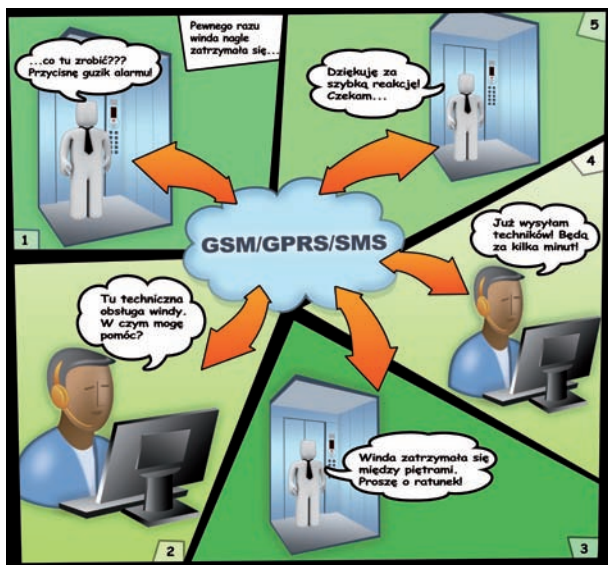 Pewnego razu
winda nagle
zatrzymała się...
...co tu zrobić???
Przycisnę guzik alarmu!
1
GSM/GPRS/SMS
Tu techniczna
obsługa windy.
W czym mogę
pomóc?
2
Winda zatrzymała się
między piętrami.
Proszę o ratunek!
3
4
Już wysyłam
techników! Będą
za kilka minut!
5
Dziękuję za
szybką reakcję!
Czekam...